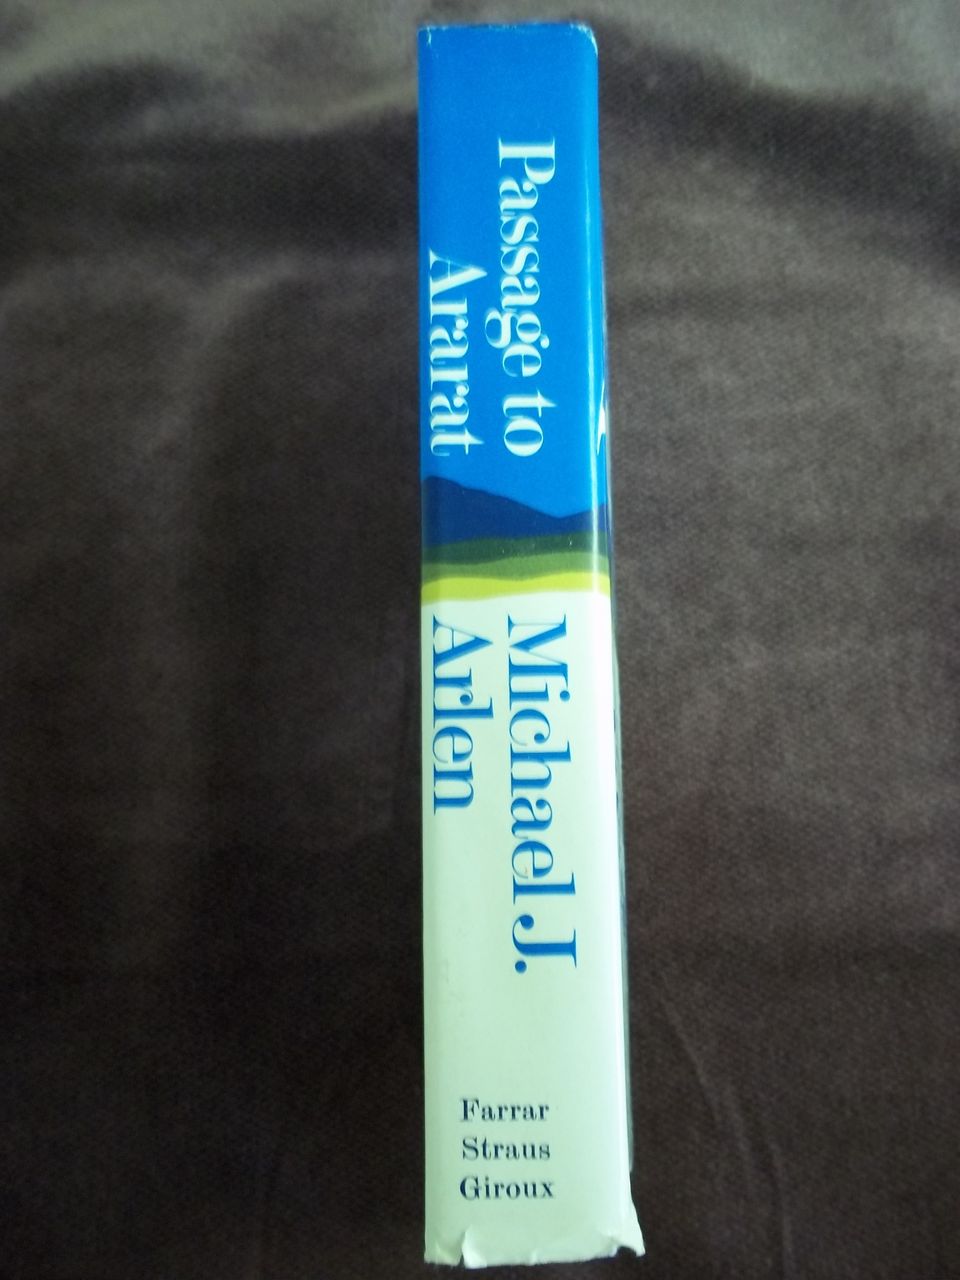 Passage to
Ararat
Michael J.
Arlen
Farrar
Straus
Giroux